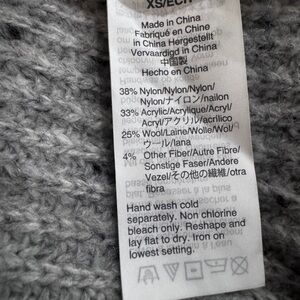 XS/ECH
Made in China
Fabriqué en Chine
in China Hergestellt
Vervaardigd in China
中国製
Hecho en China
38% Nylon/Nylon/Nylon/
Nylon/ナイロン/nailon
33% Acrylic/Acrylique/Acryl/
Acryl/アクリル/acrílico
25% Wool/Laine/Wolle/Wol/
ウール/lana
4% Other Fiber/Autre Fibre/
Sonstige Faser/Andere
Vezel/その他の繊維/otra
fibra
Hand wash cold
separately. Non chlorine
bleach only. Reshape and
lay flat to dry. Iron on
lowest setting.